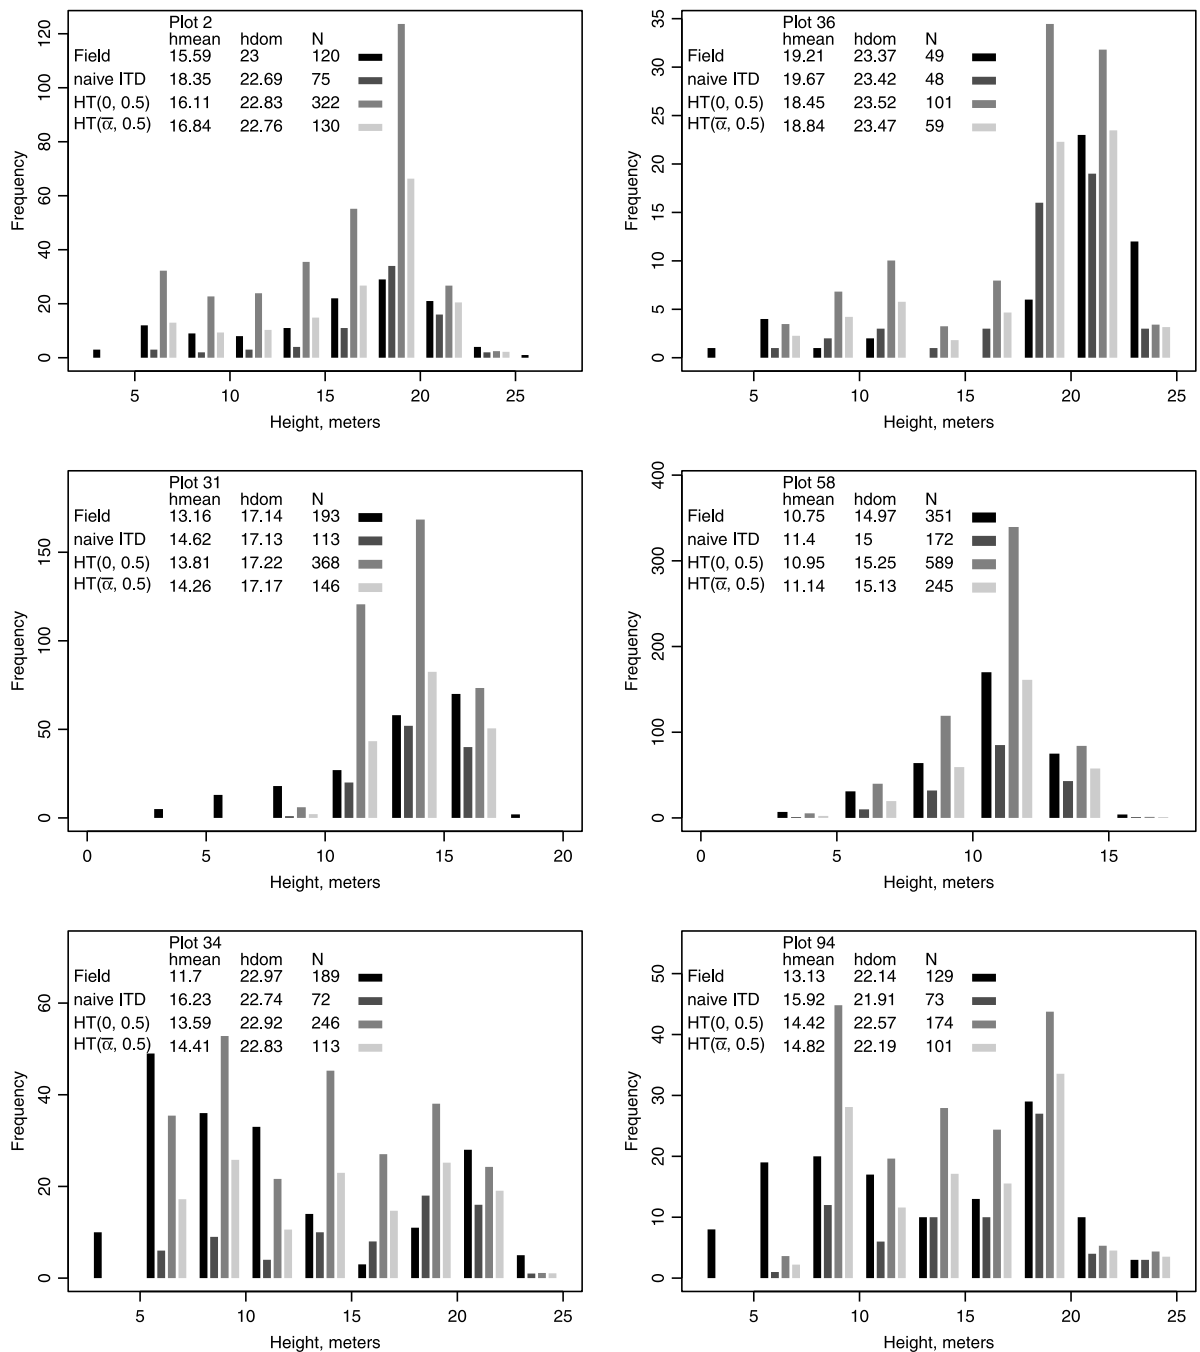 Plot 2
hmean hdom N
Field 15.59 23 120
naive ITD 18.35 22.69 75
HT(0, 0.5) 16.11 22.83 322
HT(α̅, 0.5) 16.84 22.76 130
Frequency
0 20 40 60 80 100 120
5 10 15 20 25
Height, meters
Plot 36
hmean hdom N
Field 19.21 23.37 49
naive ITD 19.67 23.42 48
HT(0, 0.5) 18.45 23.52 101
HT(α̅, 0.5) 18.84 23.47 59
Frequency
0 5 10 15 20 25 30 35
5 10 15 20 25
Height, meters
Plot 31
hmean hdom N
Field 13.16 17.14 193
naive ITD 14.62 17.13 113
HT(0, 0.5) 13.81 17.22 368
HT(α̅, 0.5) 14.26 17.17 146
Frequency
0 50 100 150
0 5 10 15 20
Height, meters
Plot 58
hmean hdom N
Field 10.75 14.97 351
naive ITD 11.4 15 172
HT(0, 0.5) 10.95 15.25 589
HT(α̅, 0.5) 11.14 15.13 245
Frequency
0 100 200 300 400
0 5 10 15
Height, meters
Plot 34
hmean hdom N
Field 11.7 22.97 189
naive ITD 16.23 22.74 72
HT(0, 0.5) 13.59 22.92 246
HT(α̅, 0.5) 14.41 22.83 113
Frequency
0 20 40 60
5 10 15 20 25
Height, meters
Plot 94
hmean hdom N
Field 13.13 22.14 129
naive ITD 15.92 21.91 73
HT(0, 0.5) 14.42 22.57 174
HT(α̅, 0.5) 14.82 22.19 101
Frequency
0 10 20 30 40 50
5 10 15 20 25
Height, meters